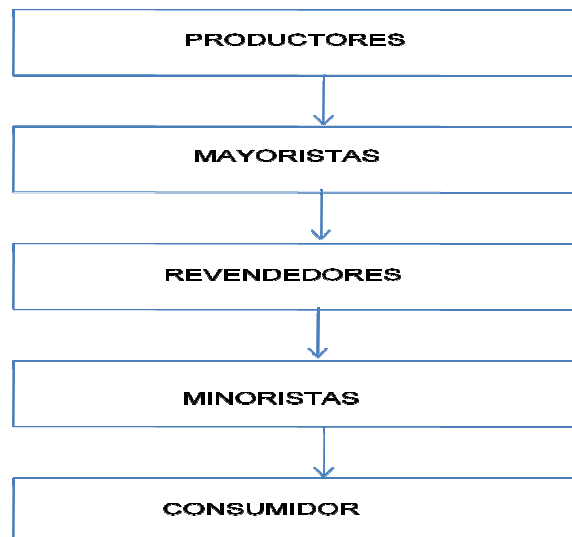 PRODUCTORES
MAYORISTAS
REVENDEDORES
MINORISTAS
CONSUMIDOR